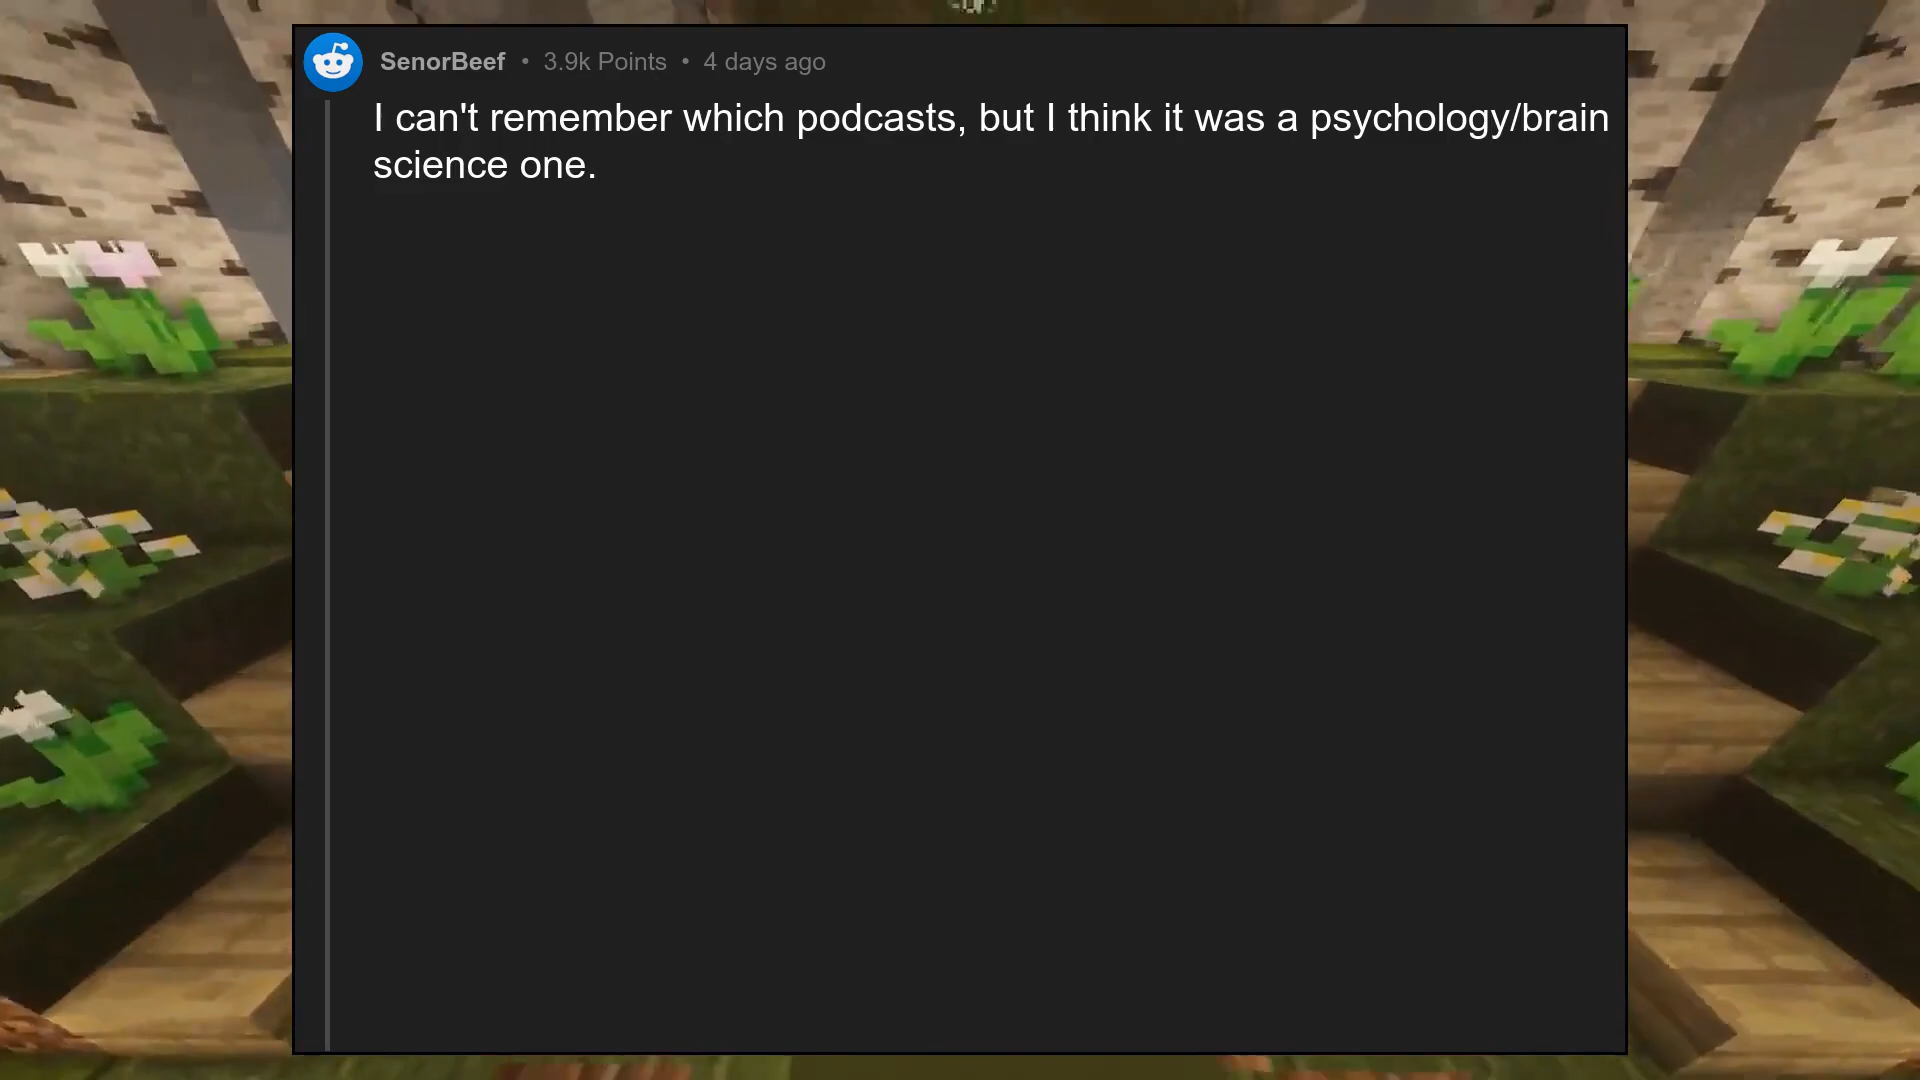 SenorBeef • 3.9k Points • 4 days ago
I can't remember which podcasts, but I think it was a psychology/brain
science one.